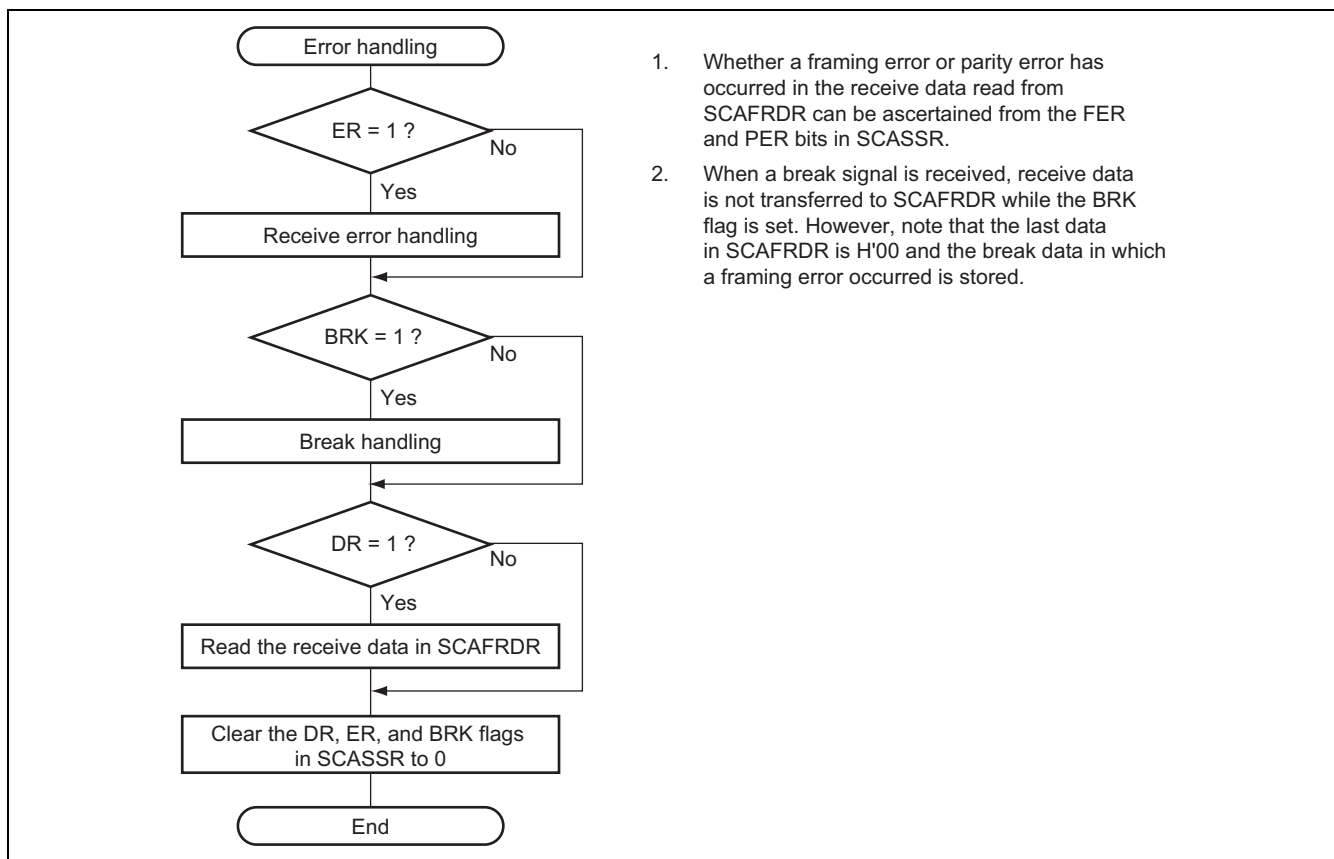 Error handling
ER = 1 ?
No
Yes
Receive error handling
BRK = 1 ?
No
Yes
Break handling
DR = 1 ?
No
Yes
Read the receive data in SCAFRDR
Clear the DR, ER, and BRK flags
in SCASSR to 0
End
1. Whether a framing error or parity error has
occurred in the receive data read from
SCAFRDR can be ascertained from the FER
and PER bits in SCASSR.
2. When a break signal is received, receive data
is not transferred to SCAFRDR while the BRK
flag is set. However, note that the last data
in SCAFRDR is H'00 and the break data in which
a framing error occurred is stored.